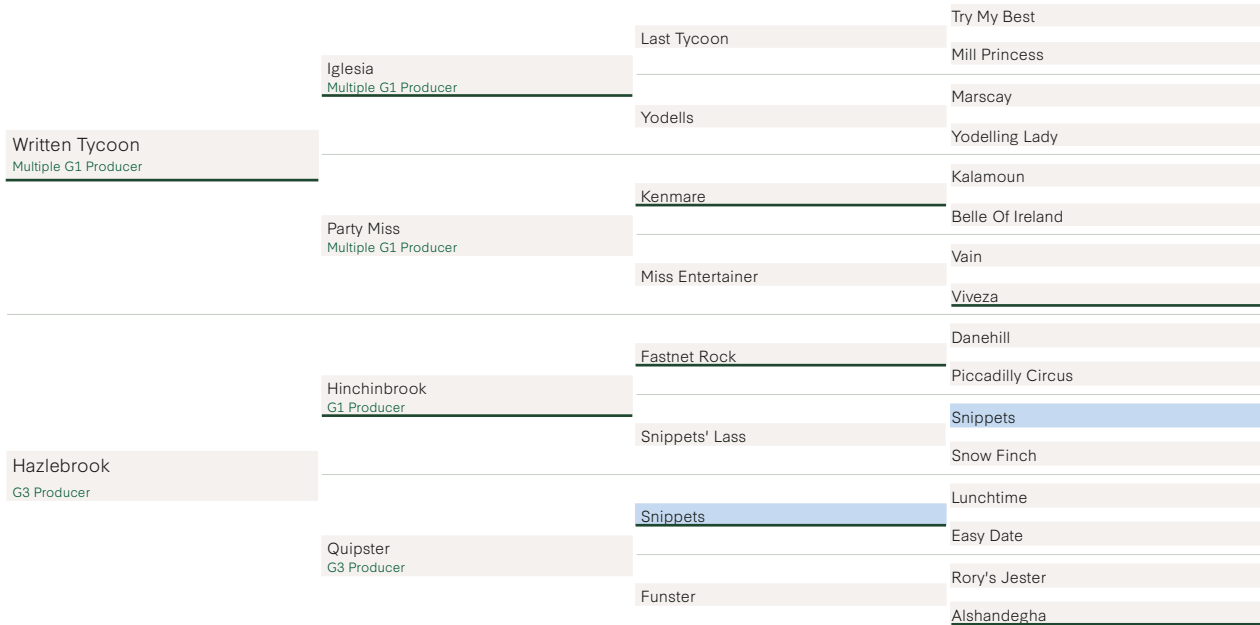 Written Tycoon
Multiple G1 Producer
Hazlebrook
G3 Producer
Iglesia
Multiple G1 Producer
Party Miss
Multiple G1 Producer
Hinchinbrook
G1 Producer
Quipster
G3 Producer
Last Tycoon
Yodells
Kenmare
Miss Entertainer
Fastnet Rock
Snippets' Lass
Snippets
Funster
Try My Best
Mill Princess
Marscay
Yodelling Lady
Kalamoun
Belle Of Ireland
Vain
Viveza
Danehill
Piccadilly Circus
Snippets
Snow Finch
Lunchtime
Easy Date
Rory's Jester
Alshandegha